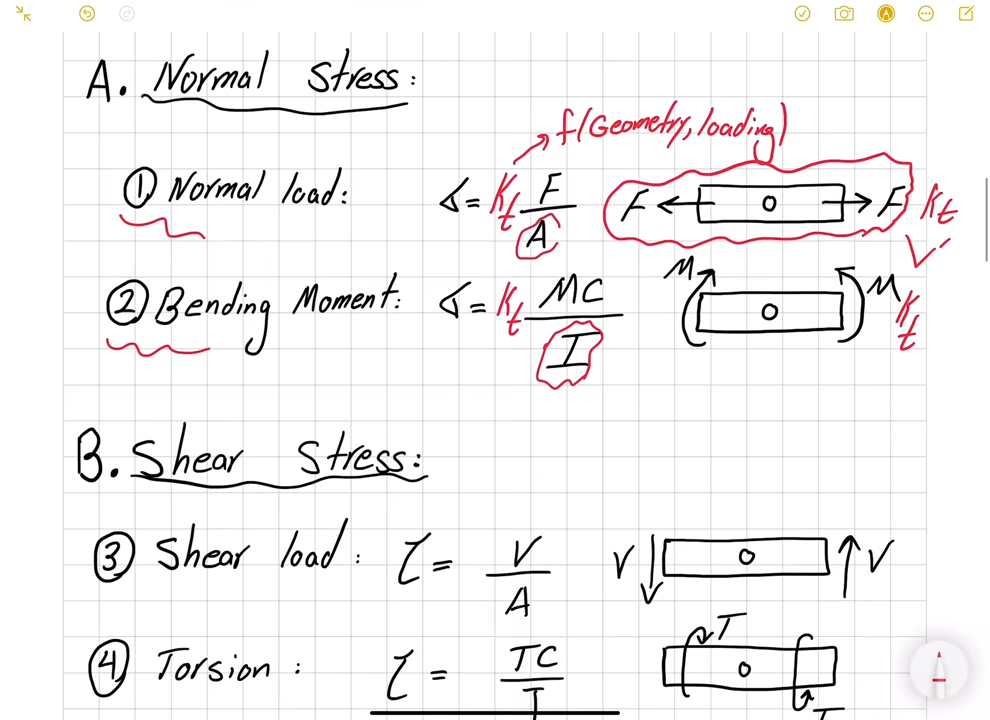 A. Normal Stress:
f(Geometry, loading)
① Normal load: σ = Kt F/A F F Kt
② Bending Moment: σ = Kt MC/I M M Kt
B. Shear Stress:
③ Shear load: τ = V/A V V
④ Torsion: τ = TC/J T T